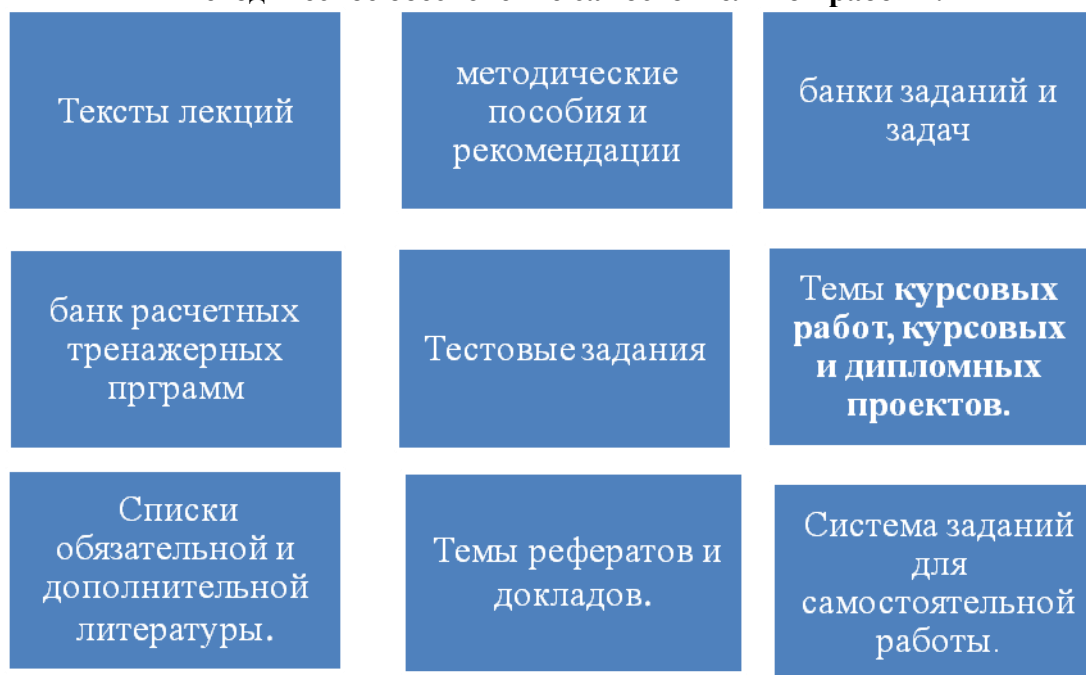 Тексты лекций
методические
пособия и
рекомендации
банки заданий и
задач
банк расчетных
тренажерных
пргграмм
Тестовые задания
Темы курсовых
работ, курсовых
и дипломных
проектов.
Списки
обязательной и
дополнительной
литературы.
Темы рефератов и
докладов.
Система заданий
для
самостоятельной
работы.